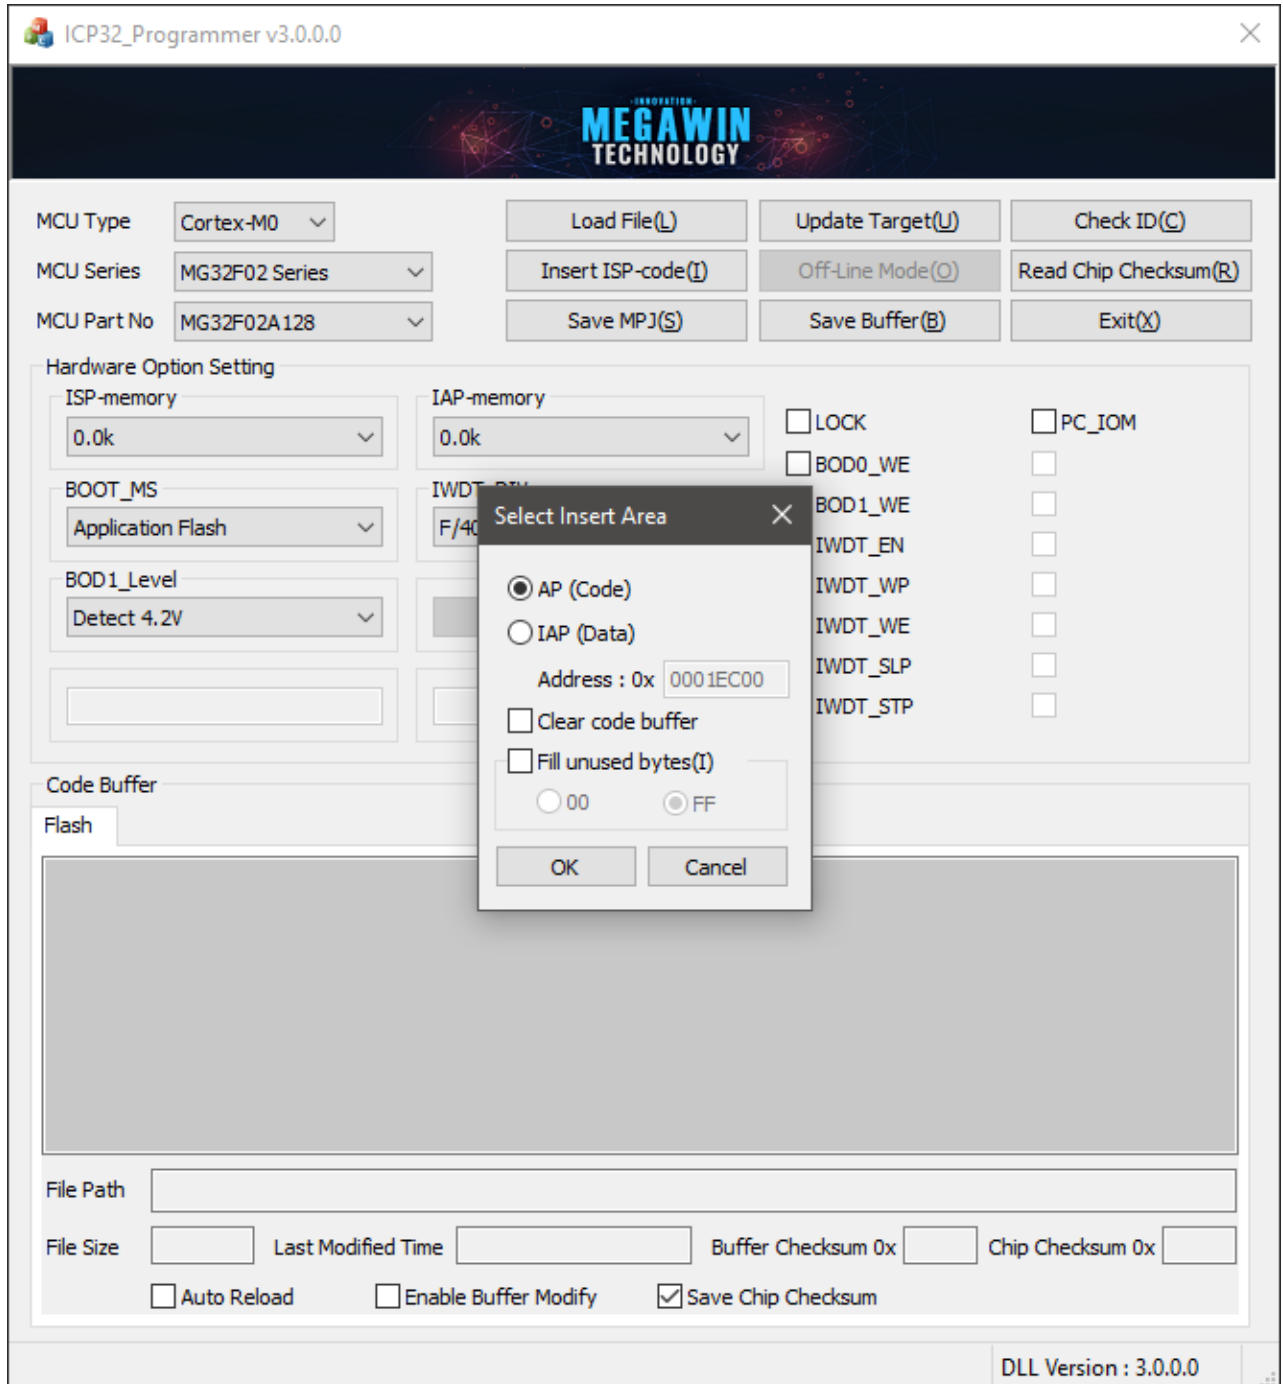 ICP32_Programmer v3.0.0.0
·INNOVATION·
MEGAWIN
TECHNOLOGY
MCU Type
Cortex-M0
Load File(L)
Update Target(U)
Check ID(C)
MCU Series
MG32F02 Series
Insert ISP-code(I)
Off-Line Mode(O)
Read Chip Checksum(R)
MCU Part No
MG32F02A128
Save MPJ(S)
Save Buffer(B)
Exit(X)
Hardware Option Setting
ISP-memory
0.0k
IAP-memory
0.0k
LOCK
PC_IOM
BOD0_WE
BOOT_MS
Application Flash
F/40
BOD1_WE
IWDT_EN
BOD1_Level
Detect 4.2V
IWDT_WP
IWDT_WE
IWDT_SLP
IWDT_STP
Select Insert Area
AP (Code)
IAP (Data)
Address : 0x
0001EC00
Clear code buffer
Fill unused bytes(I)
00
FF
OK
Cancel
Code Buffer
Flash
File Path
File Size
Last Modified Time
Buffer Checksum 0x
Chip Checksum 0x
Auto Reload
Enable Buffer Modify
Save Chip Checksum
DLL Version : 3.0.0.0